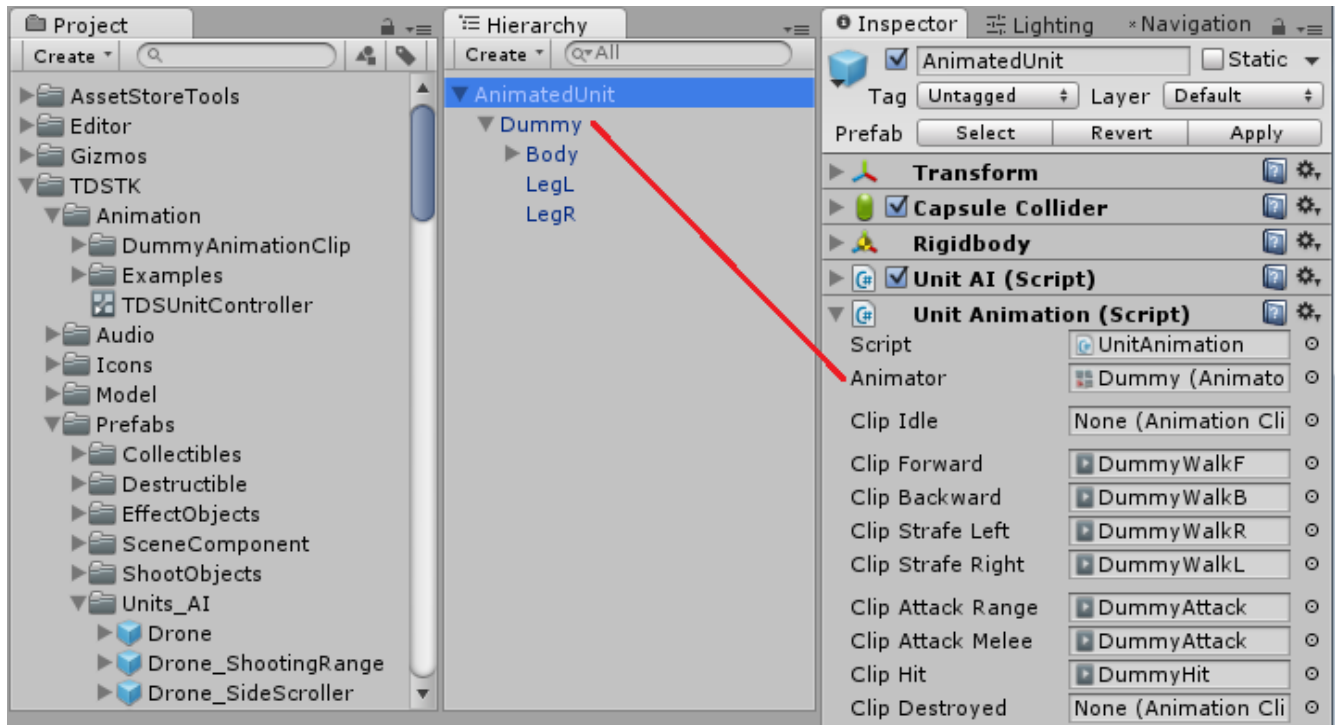 Project
Create
AssetStoreTools
Editor
Gizmos
TDSTK
Animation
DummyAnimationClip
Examples
TDSUnitController
Audio
Icons
Model
Prefabs
Collectibles
Destructible
EffectObjects
SceneComponent
ShootObjects
Units_AI
Drone
Drone_ShootingRange
Drone_SideScroller
Hierarchy
Create All
AnimatedUnit
Dummy
Body
LegL
LegR
Inspector Lighting Navigation
AnimatedUnit Static
Tag Untagged Layer Default
Prefab Select Revert Apply
Transform
Capsule Collider
Rigidbody
Unit AI (Script)
Unit Animation (Script)
Script UnitAnimation
Animator Dummy (Animato
Clip Idle None (Animation Cli
Clip Forward DummyWalkF
Clip Backward DummyWalkB
Clip Strafe Left DummyWalkR
Clip Strafe Right DummyWalkL
Clip Attack Range DummyAttack
Clip Attack Melee DummyAttack
Clip Hit DummyHit
Clip Destroyed None (Animation Cli